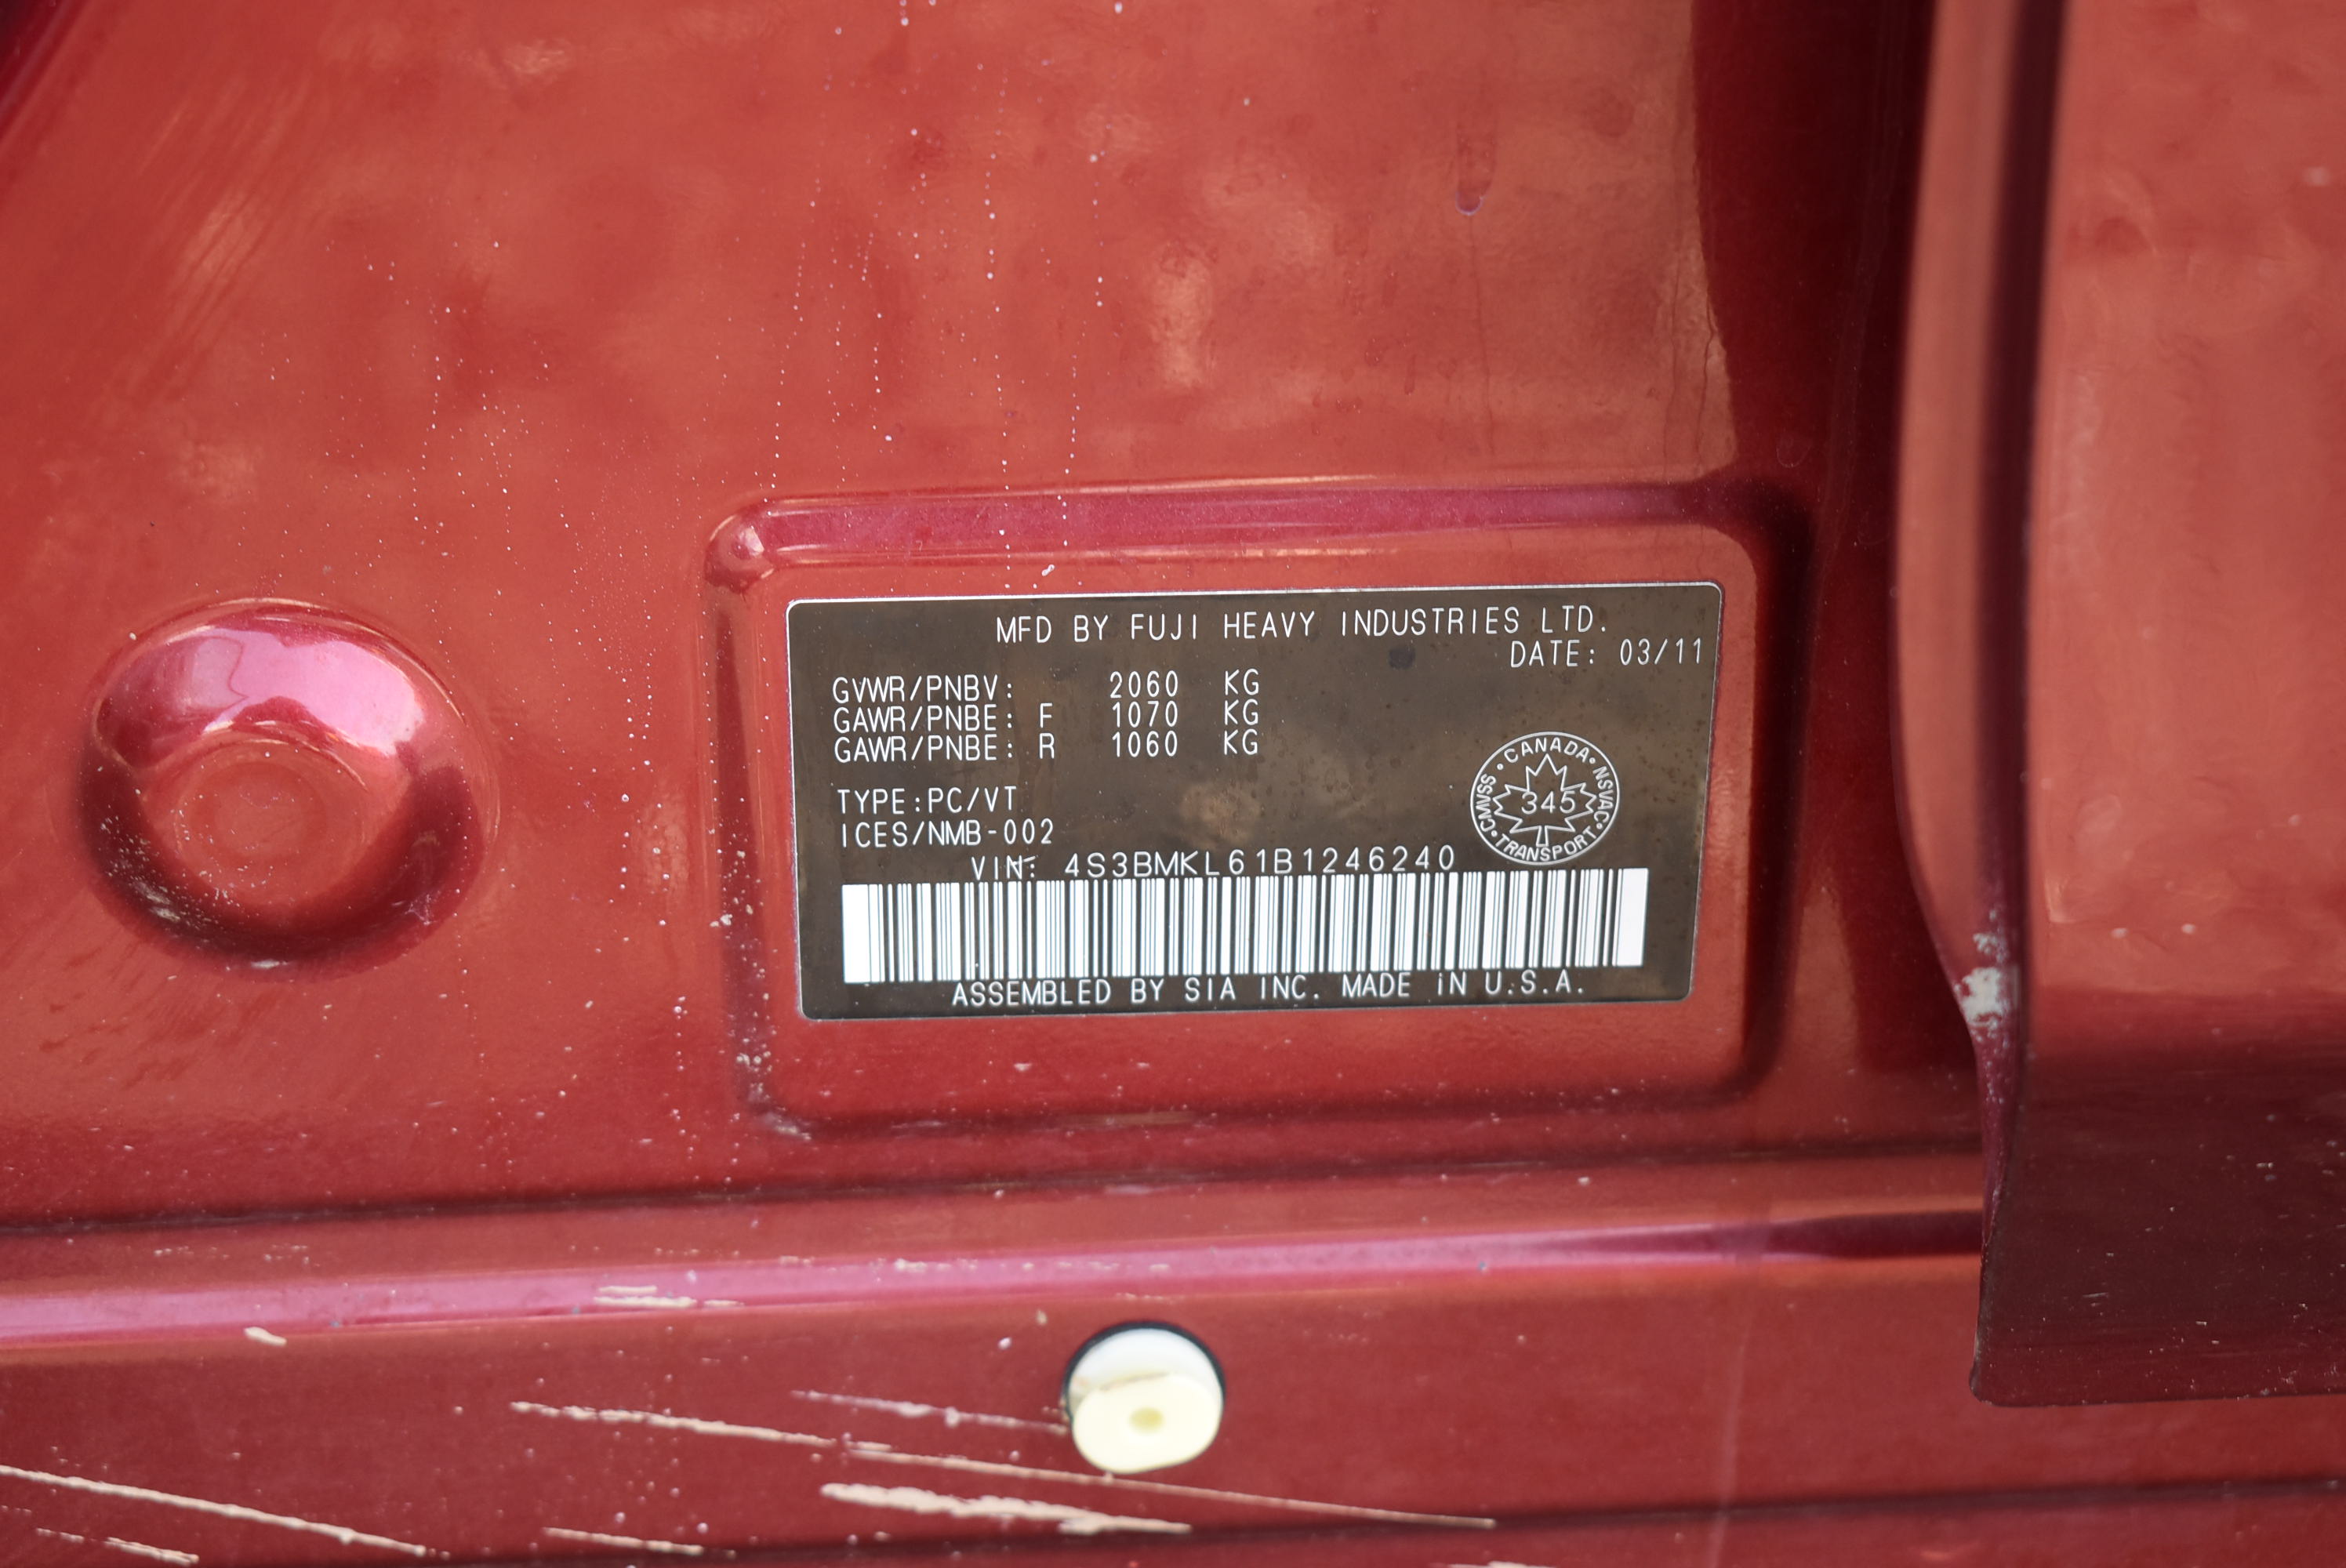 MFD BY FUJI HEAVY INDUSTRIES LTD.
DATE: 03/11
GVWR/PNBV: 2060 KG
GAWR/PNBE: F 1070 KG
GAWR/PNBE: R 1060 KG
TYPE:PC/VT
ICES/NMB-002
CANADA • NSVAC • TRANSPORT • CMVSS •
345
VIN: 4S3BMKL61B1246240
ASSEMBLED BY SIA INC. MADE iN U.S.A.